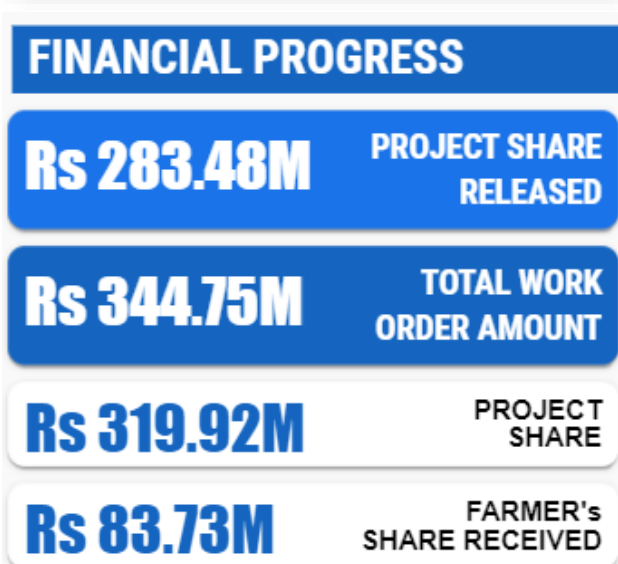 FINANCIAL PROGRESS
Rs 283.48M
PROJECT SHARE
RELEASED
Rs 344.75M
TOTAL WORK
ORDER AMOUNT
Rs 319.92M
PROJECT
SHARE
Rs 83.73M
FARMER's
SHARE RECEIVED